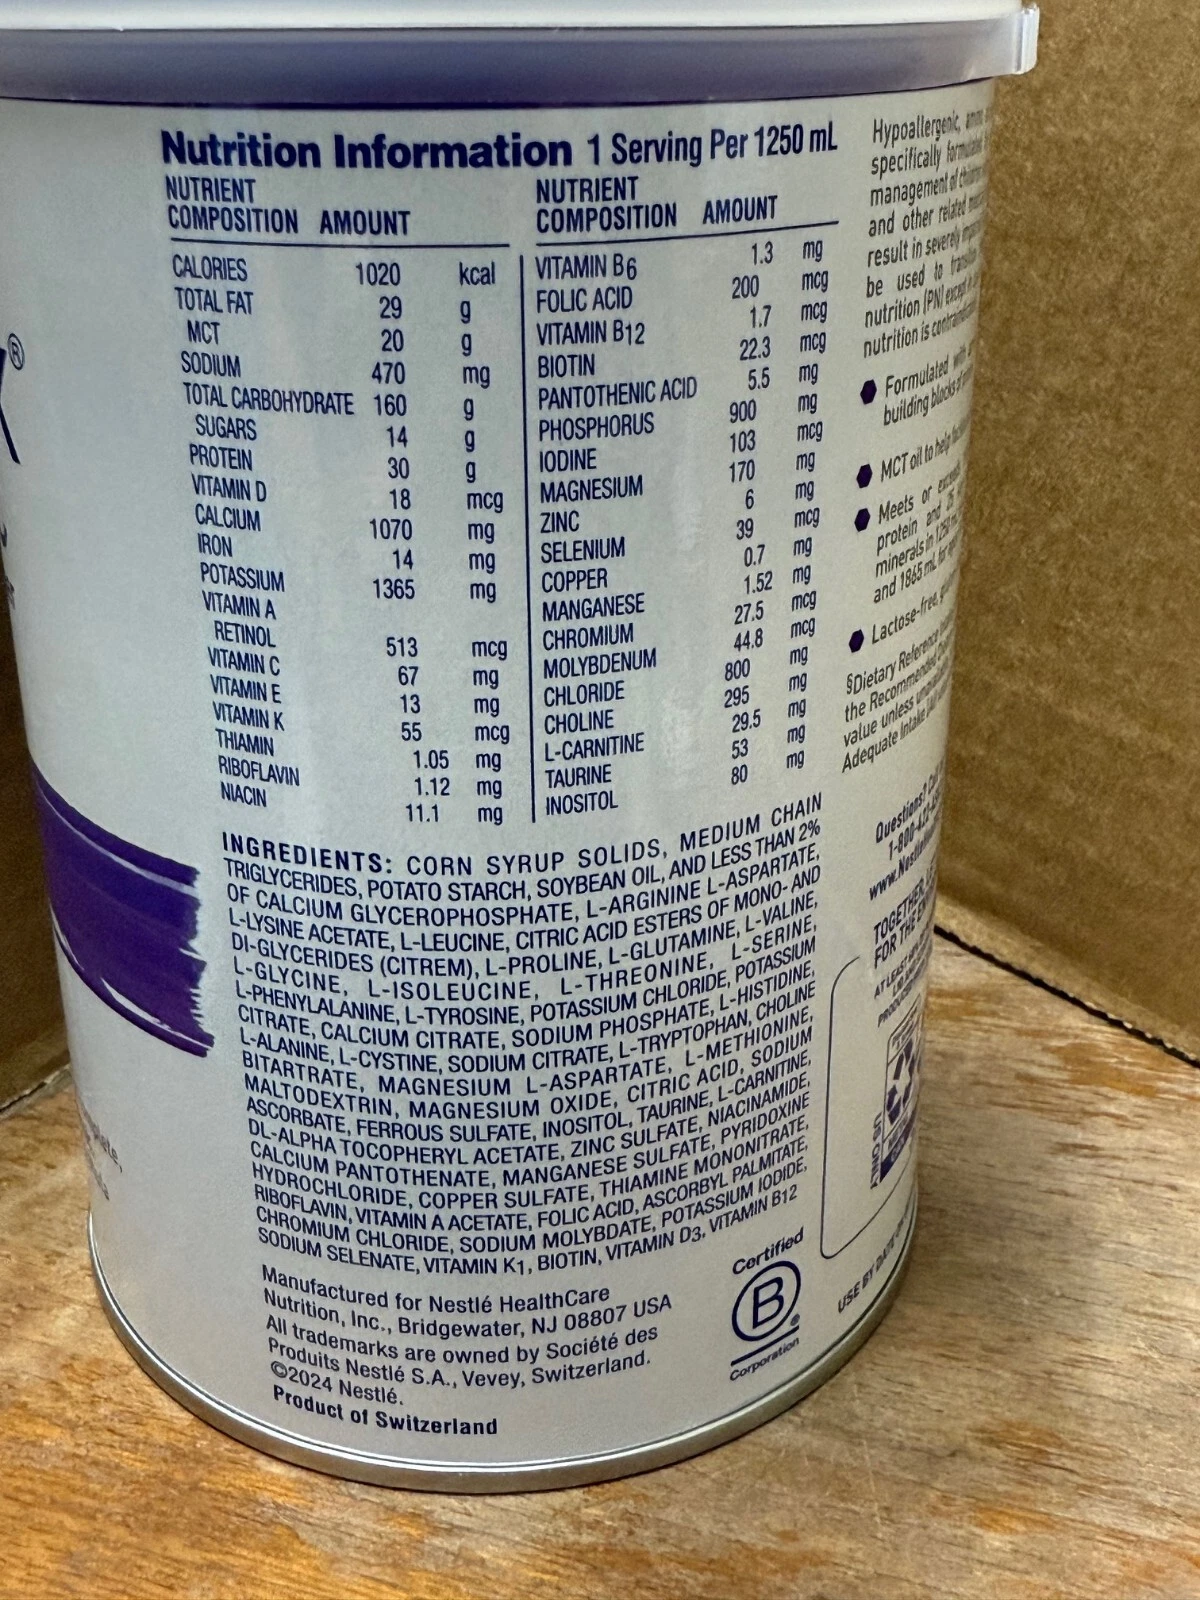 Nutrition Information 1 Serving Per 1250 mL
NUTRIENT
COMPOSITION AMOUNT
CALORIES 1020 kcal
TOTAL FAT 29 g
MCT 20 g
SODIUM 470 mg
TOTAL CARBOHYDRATE 160 g
SUGARS 14 g
PROTEIN 30 g
VITAMIN D 18 mcg
CALCIUM 1070 mg
IRON 14 mg
POTASSIUM 1365 mg
VITAMIN A
RETINOL 513 mcg
VITAMIN C 67 mg
VITAMIN E 13 mg
VITAMIN K 55 mcg
THIAMIN 1.05 mg
RIBOFLAVIN 1.12 mg
NIACIN 11.1 mg
NUTRIENT
COMPOSITION AMOUNT
VITAMIN B6 1.3 mg
FOLIC ACID 200 mcg
VITAMIN B12 1.7 mcg
BIOTIN 22.3 mcg
PANTOTHENIC ACID 5.5 mg
PHOSPHORUS 900 mg
IODINE 103 mcg
MAGNESIUM 170 mg
ZINC 6 mg
SELENIUM 39 mcg
COPPER 0.7 mg
MANGANESE 1.52 mg
CHROMIUM 27.5 mcg
MOLYBDENUM 44.8 mcg
CHLORIDE 800 mg
CHOLINE 295 mg
L-CARNITINE 29.5 mg
TAURINE 53 mg
INOSITOL 80 mg
INGREDIENTS: CORN SYRUP SOLIDS, MEDIUM CHAIN
TRIGLYCERIDES, POTATO STARCH, SOYBEAN OIL, AND LESS THAN 2%
OF CALCIUM GLYCEROPHOSPHATE, L-ARGININE L-ASPARTATE,
L-LYSINE ACETATE, L-LEUCINE, CITRIC ACID ESTERS OF MONO- AND
DI-GLYCERIDES (CITREM), L-PROLINE, L-GLUTAMINE, L-VALINE,
L-GLYCINE, L-ISOLEUCINE, L-THREONINE, L-SERINE,
L-PHENYLALANINE, L-TYROSINE, POTASSIUM CHLORIDE, POTASSIUM
CITRATE, CALCIUM CITRATE, SODIUM PHOSPHATE, L-HISTIDINE,
L-ALANINE, L-CYSTINE, SODIUM CITRATE, L-TRYPTOPHAN, CHOLINE
BITARTRATE, MAGNESIUM L-ASPARTATE, L-METHIONINE,
MALTODEXTRIN, MAGNESIUM OXIDE, CITRIC ACID, SODIUM
ASCORBATE, FERROUS SULFATE, INOSITOL, TAURINE, L-CARNITINE,
DL-ALPHA TOCOPHERYL ACETATE, ZINC SULFATE, NIACINAMIDE,
CALCIUM PANTOTHENATE, MANGANESE SULFATE, PYRIDOXINE
HYDROCHLORIDE, COPPER SULFATE, THIAMINE MONONITRATE,
RIBOFLAVIN, VITAMIN A ACETATE, FOLIC ACID, ASCORBYL PALMITATE,
CHROMIUM CHLORIDE, SODIUM MOLYBDATE, POTASSIUM IODIDE,
SODIUM SELENATE, VITAMIN K1, BIOTIN, VITAMIN D3, VITAMIN B12
Manufactured for Nestlé HealthCare
Nutrition, Inc., Bridgewater, NJ 08807 USA
All trademarks are owned by Société des
Produits Nestlé S.A., Vevey, Switzerland.
©2024 Nestlé.
Product of Switzerland
Certified
B ®
Corporation
Hypoallergenic,
specifically
management of
and other related
result in severely
be used to
nutrition (PN) except
nutrition is
Formulated with
building blocks of
MCT oil to help
Meets or
protein and 25
minerals in
and 1865 mL for
Lactose-free,
§Dietary Reference
the Recommended
value unless
Adequate Intake
Questions? Call
www.
TOGETHER,
FOR THE
AT LEAST
USE BY DATE
®